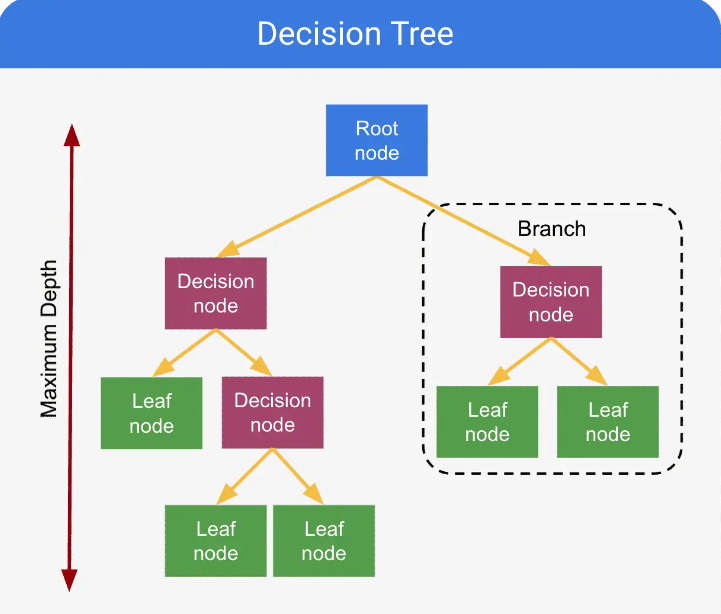 Decision Tree
Root
node
Branch
Decision
node
Decision
node
Maximum Depth
Leaf
node
Decision
node
Leaf
node
Leaf
node
Leaf
node
Leaf
node